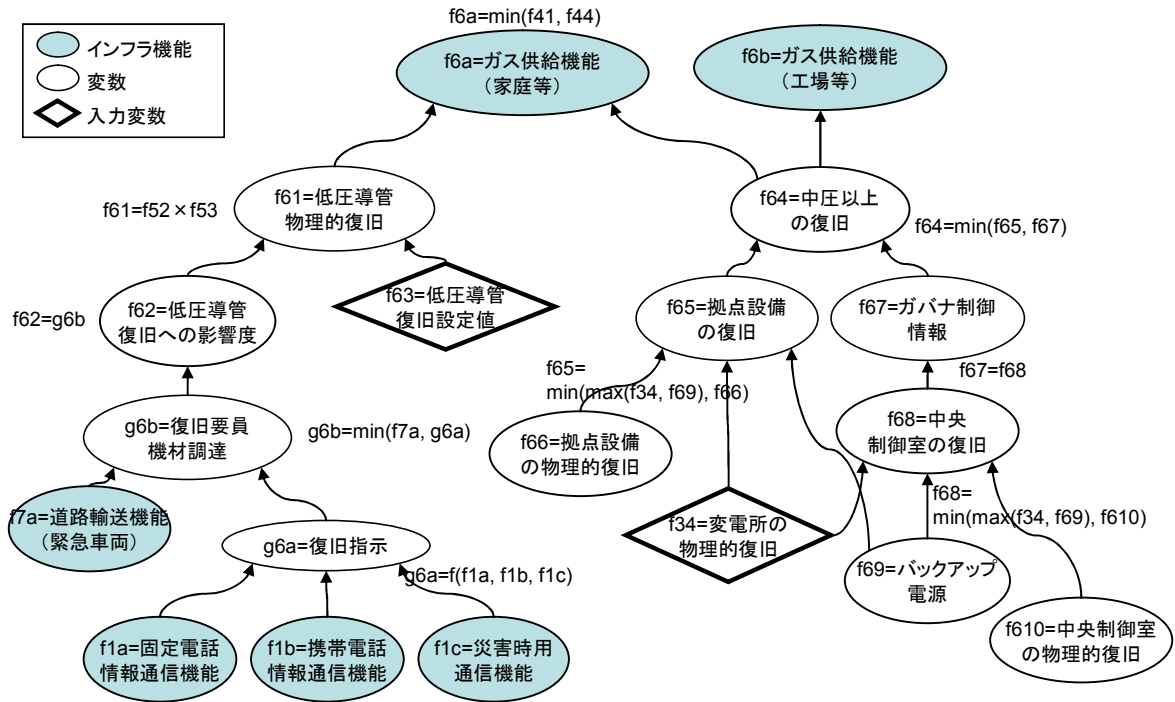 インフラ機能
変数
入力変数
f6a=min(f41, f44)
f6a=ガス供給機能
（家庭等）
f6b=ガス供給機能
（工場等）
f61=f52×f53
f61=低圧導管
物理的復旧
f64=中圧以上
の復旧
f64=min(f65, f67)
f62=g6b
f62=低圧導管
復旧への影響度
f63=低圧導管
復旧設定値
f65=拠点設備
の復旧
f67=ガバナ制御
情報
f65=
min(max(f34, f69), f66)
f67=f68
g6b=復旧要員
機材調達
g6b=min(f7a, g6a)
f66=拠点設備
の物理的復旧
f68=中央
制御室の復旧
f68=
min(max(f34, f69), f610)
f7a=道路輸送機能
（緊急車両）
g6a=復旧指示
g6a=f(f1a, f1b, f1c)
f34=変電所の
物理的復旧
f69=バックアップ
電源
f610=中央制御室
の物理的復旧
f1a=固定電話
情報通信機能
f1b=携帯電話
情報通信機能
f1c=災害時用
通信機能